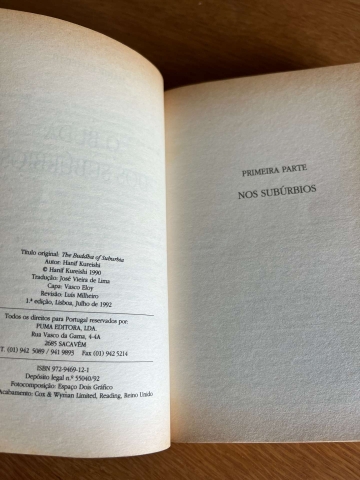 Título original: The Buddha of Suburbia
Autor: Hanif Kureishi
© Hanif Kureishi 1990
Tradução: José Vieira de Lima
Capa: Vasco Eloy
Revisão: Luís Milheiro
1.ª edição, Lisboa, Julho de 1992
Todos os direitos para Portugal reservados por:
PUMA EDITORA, LDA.
Rua Vasco da Gama, 4-4A
2685 SACAVÉM
T. (01) 942 5089 / 941 9893 Fax (01) 942 5214
ISBN 972-9469-12-1
Depósito legal n.º 55040/92
Fotocomposição: Espaço Dois Gráfico
Acabamento: Cox & Wyman Limited, Reading, Reino Unido
PRIMEIRA PARTE
NOS SUBÚRBIOS